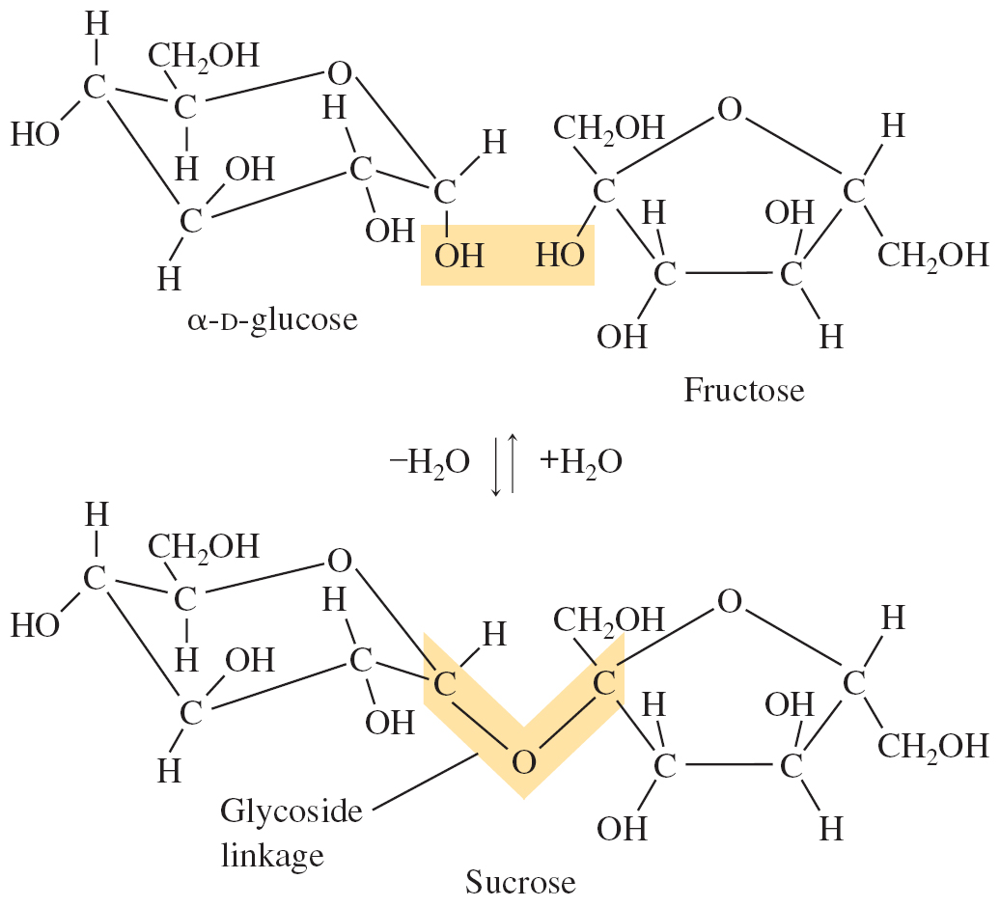 H
CH₂OH
O
C
H
C
HO
H
H
OH
C
C
C
H
OH
OH
α-D-glucose
O
H
CH₂OH
C
C
H
OH
HO
CH₂OH
C
C
OH
H
Fructose
−H₂O
+H₂O
H
CH₂OH
O
C
H
C
HO
H
H
OH
C
C
C
H
OH
O
CH₂OH
O
H
C
C
H
OH
CH₂OH
C
C
OH
H
Glycoside
linkage
Sucrose